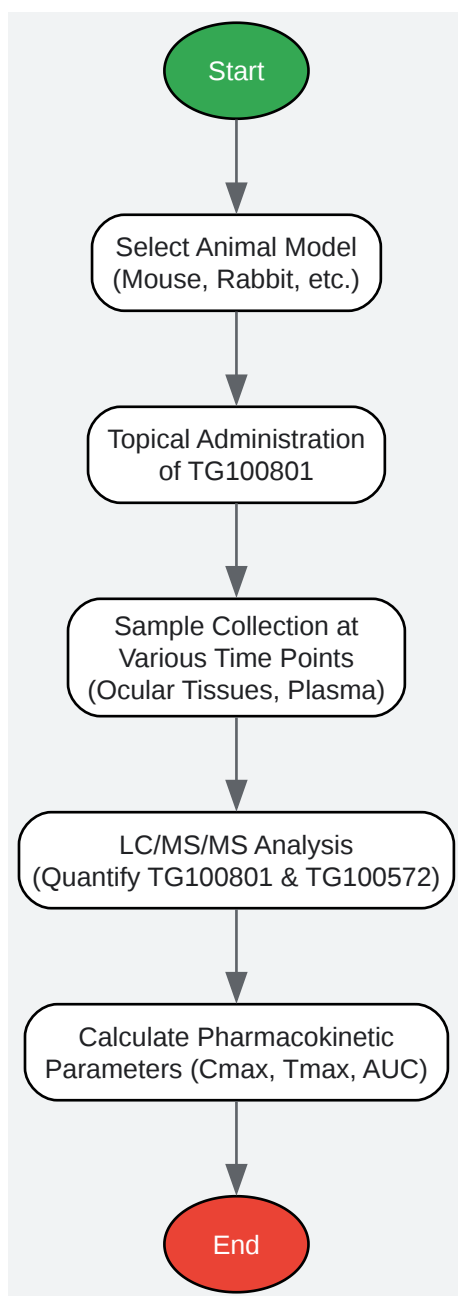 Start
Select Animal Model
(Mouse, Rabbit, etc.)
Topical Administration
of TG100801
Sample Collection at
Various Time Points
(Ocular Tissues, Plasma)
LC/MS/MS Analysis
(Quantify TG100801 & TG100572)
Calculate Pharmacokinetic
Parameters (Cmax, Tmax, AUC)
End